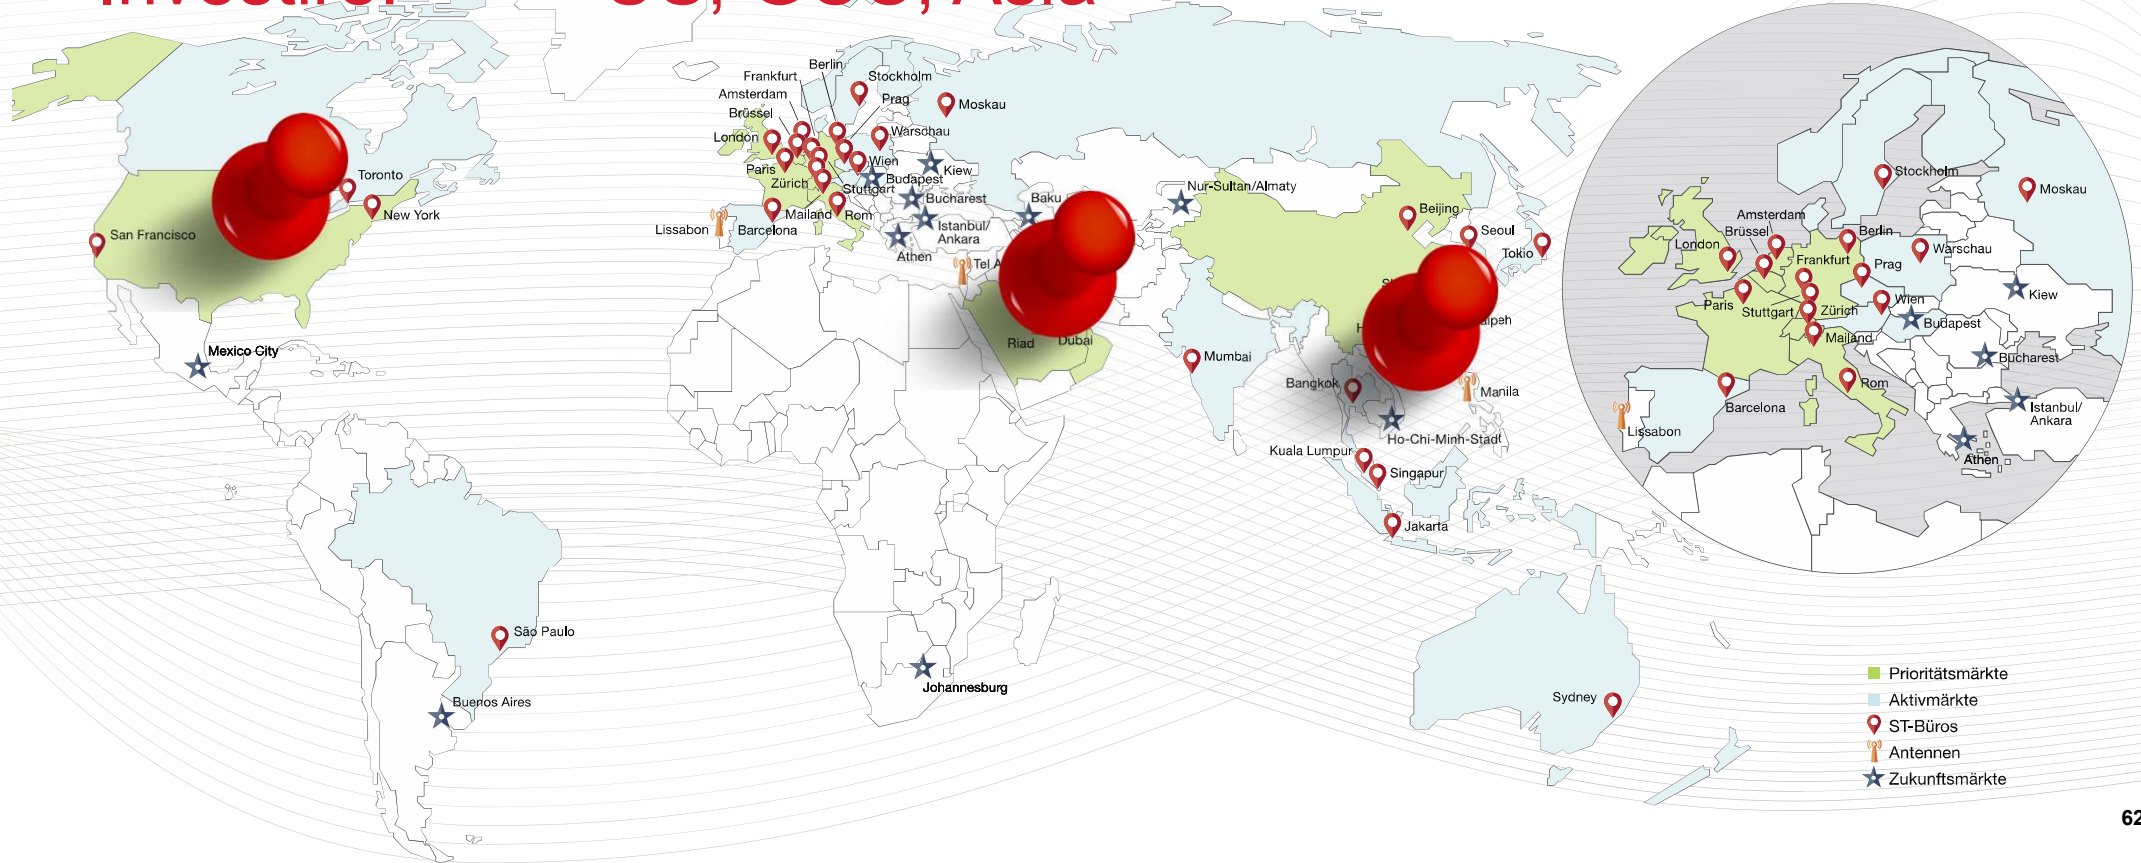 US, GCC, Asia
Berlin
Frankfurt
Stockholm
Amsterdam
Prag
Moskau
Brüssel
London
Warschau
Paris
Wien
Kiew
Zürich
Budapest
Stuttgart
Bucharest
Lissabon
Barcelona
Mailand
Rom
Istanbul/
Ankara
Athen
Baku
Tel A
Toronto
New York
San Francisco
Mexico City
São Paulo
Buenos Aires
Johannesburg
Riad
Dubai
Nur-Sultan/Almaty
Beijing
Seoul
Tokio
Mumbai
Bangkok
Manila
Ho-Chi-Minh-Stadt
Kuala Lumpur
Singapur
Jakarta
Sydney
Stockholm
Moskau
Amsterdam
Brüssel
Berlin
London
Warschau
Frankfurt
Prag
Kiew
Paris
Wien
Stuttgart
Zürich
Budapest
Mailand
Bucharest
Rom
Barcelona
Istanbul/
Ankara
Lissabon
Athen
Prioritätsmärkte
Aktivmärkte
ST-Büros
Antennen
Zukunftsmärkte
62